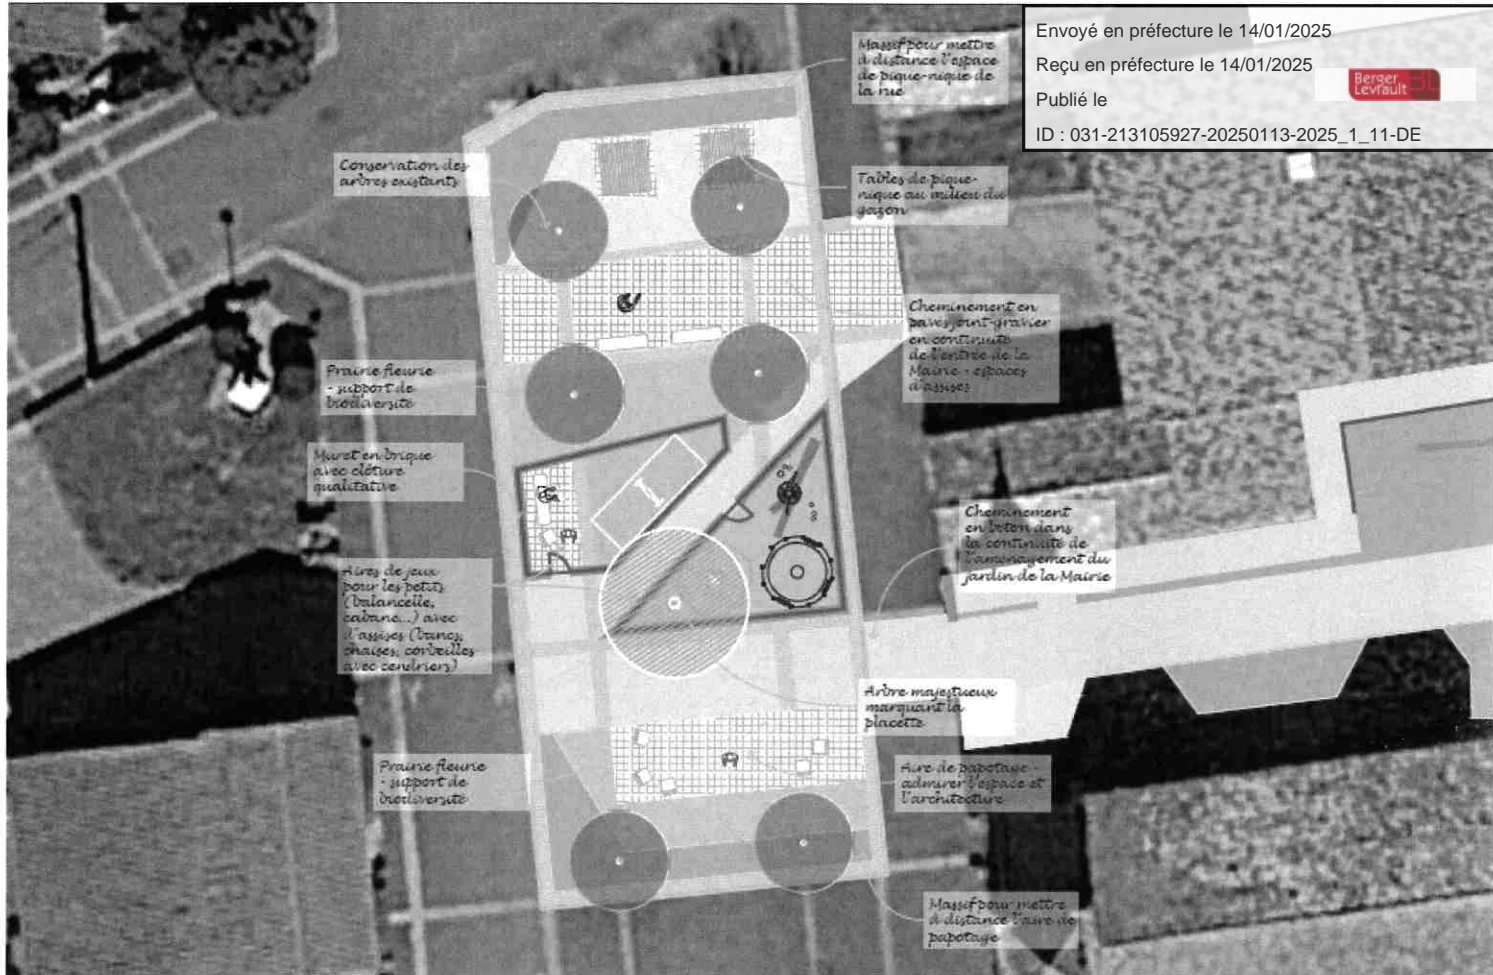 Envoyé en préfecture le 14/01/2025
Reçu en préfecture le 14/01/2025
Publié le
Berger
Levrault
ID : 031-213105927-20250113-2025_1_11-DE
Massif pour mettre
à distance l'espace
de pique-nique de
la rue
Conservation des
arbres existants
Tables de pique-
nique au milieu du
gazon
Cheminement en
pavés joint-gravier
en continuité
de l'entrée de la
Mairie - espaces
d'assises
Prairie fleurie
- support de
biodiversité
Muret en brique
avec clôture
qualitative
Cheminement
en béton dans
la continuité de
l'aménagement du
jardin de la Mairie
Aires de jeux
pour les petits
(balancelle,
cabane...) avec
d'assises (bancs,
chaises, corbeilles
avec cendriers)
Arbre majestueux
marquant la
placette
Prairie fleurie
- support de
biodiversité
Aire de papotage -
admirer l'espace et
l'architecture
Massif pour mettre
à distance l'aire de
papotage